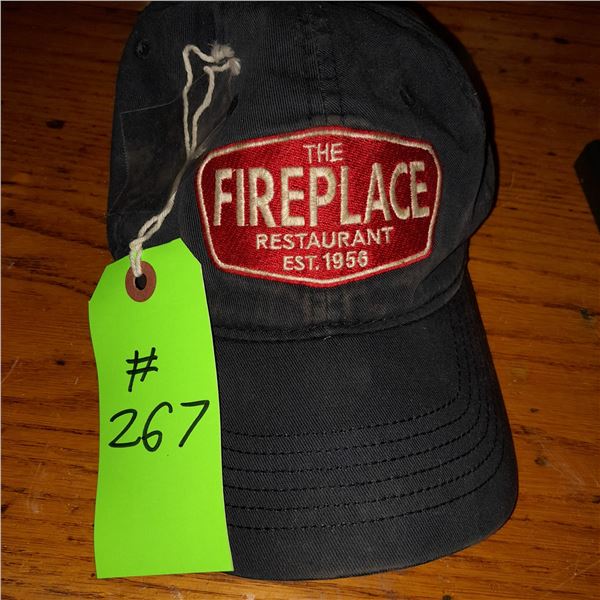 THE
FIREPLACE
RESTAURANT
EST. 1956
#
267